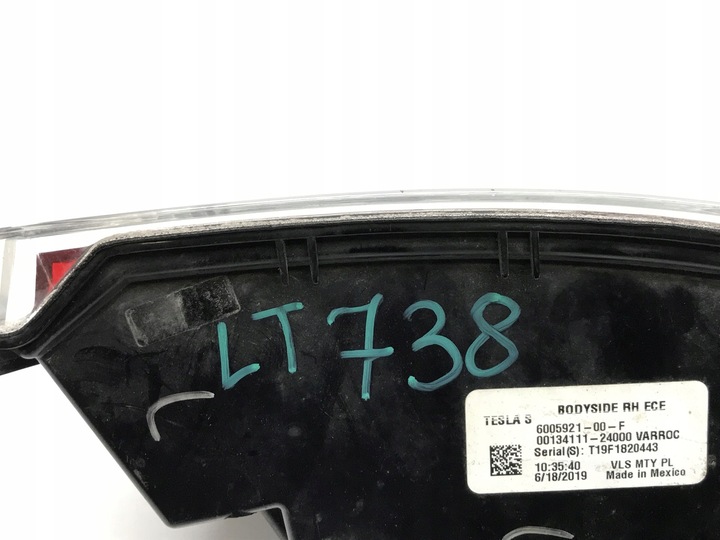 LT738
BODYSIDE RH ECE
TESLA S
6005921-00-F
00134111-24000 VARROC
Serial(S): T19F1820443
10:35:40 VLS MTY PL
6/18/2019 Made in Mexico